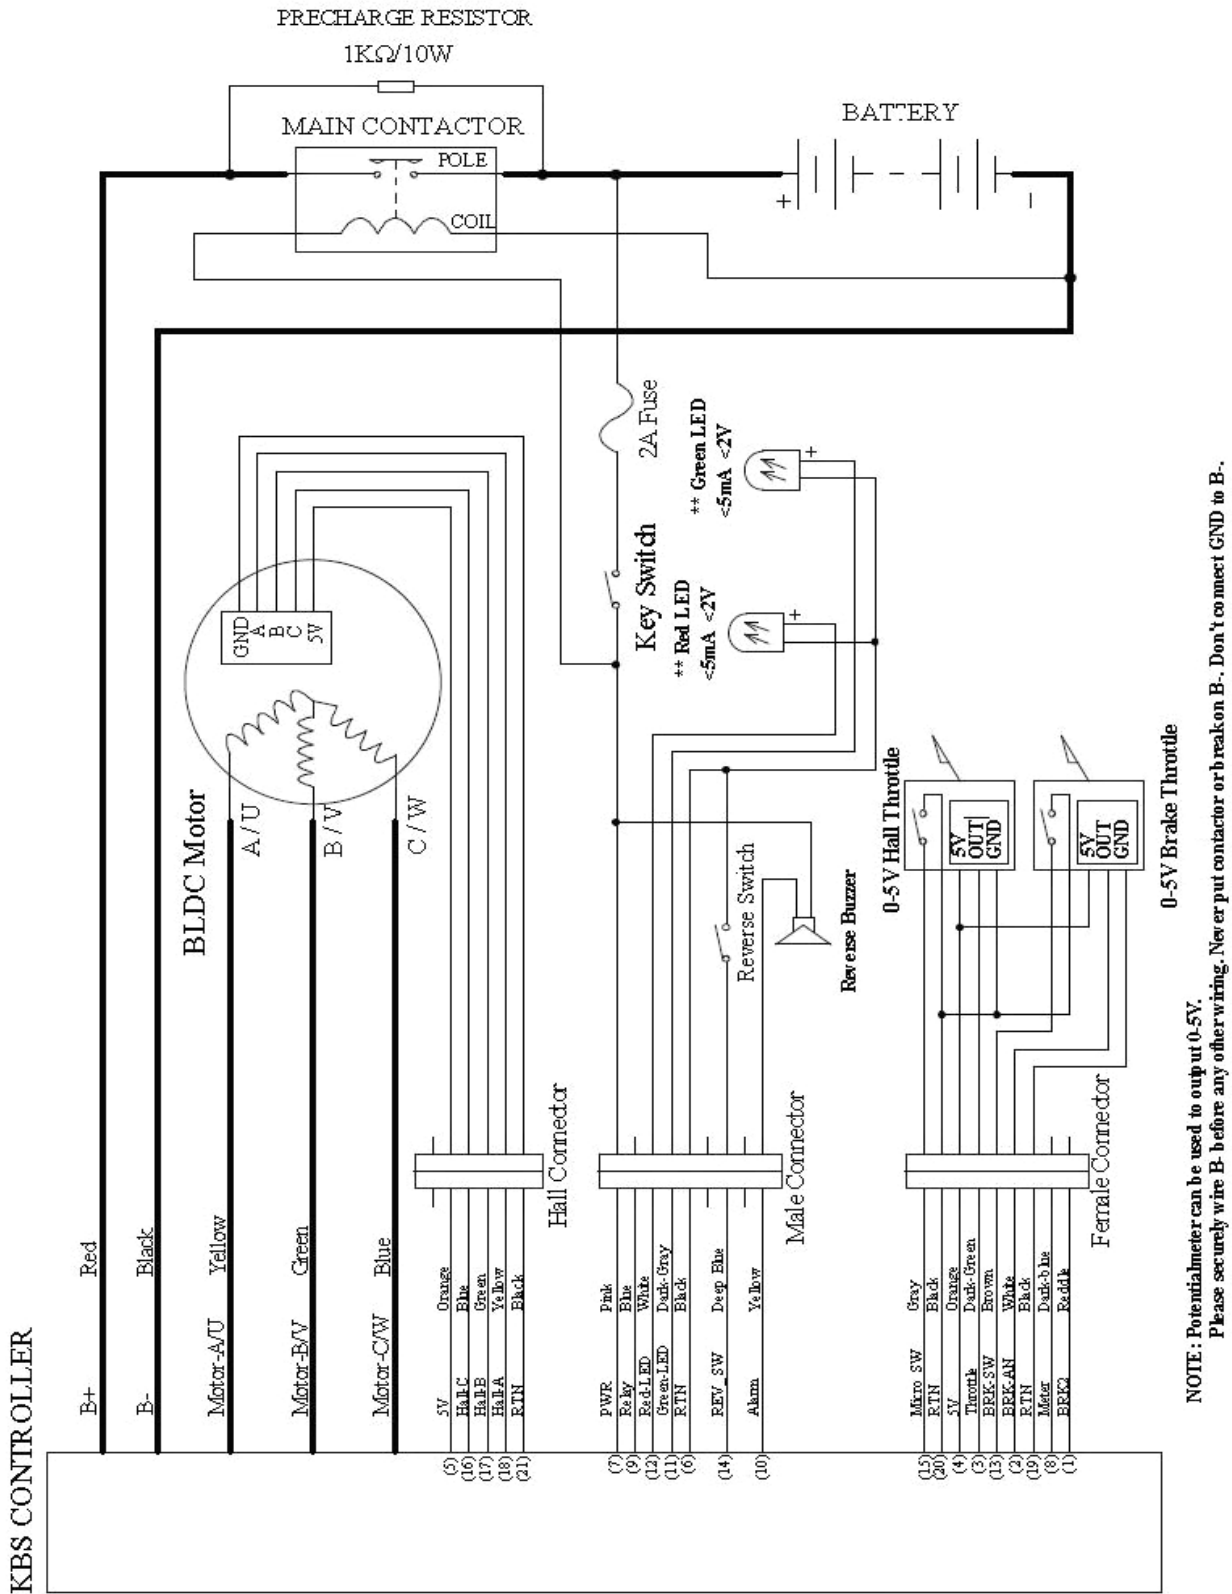 PRECHARGE RESISTOR
1KΩ/10W
MAIN CONTACTOR
POLE
COIL
BATTERY
+
−
2A Fuse
** Green LED
<5mA <2V
+
Key Switch
** Red LED
<5mA <2V
+
GND
A
B
C
5V
BLDC Motor
A / U
B / V
C / W
0-5V Hall Throttle
5V
OUT
GND
5V
OUT
GND
0-5V Brake Throttle
Reverse Switch
Reverse Buzzer
Hall Connector
Male Connector
Female Connector
KBS CONTROLLER
B+ Red
B- Black
Motor-A/U Yellow
Motor-B/V Green
Motor-C/W Blue
(5) 5V Orange
(16) Hall-C Blue
(17) Hall-B Green
(18) Hall-A Yellow
(21) RTN Black
(7) PWR Pink
(9) Relay Blue
(12) Red-LED White
(11) Green-LED Dark-Gray
(6) RTN Black
(14) REV_SW Deep Blue
(10) Alarm Yellow
(15) Micro SW Gray
(20) RTN Black
(4) 5V Orange
(3) Throttle Dark-Green
(13) BRK-SW Brown
(2) BRK-AN White
(19) RTN Black
(8) Meter Dark-blue
(1) BRK2 Reddle
NOTE: Potentialmeter can be used to output 0-5V.
Please securely wire B- before any other wiring. Never put contactor or break on B-. Don't connect GND to B-.